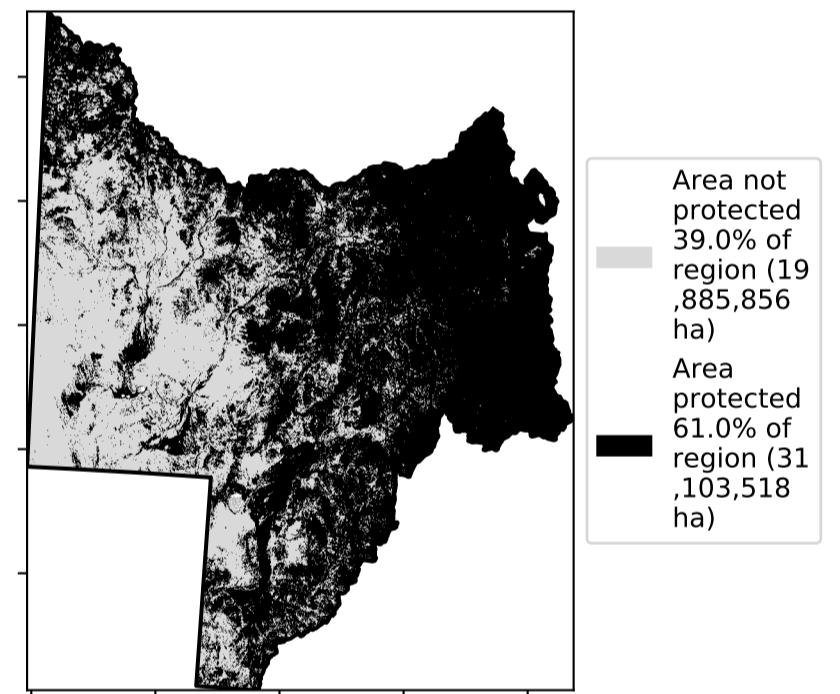 Area not
protected
39.0% of
region (19
,885,856
ha)
Area
protected
61.0% of
region (31
,103,518
ha)